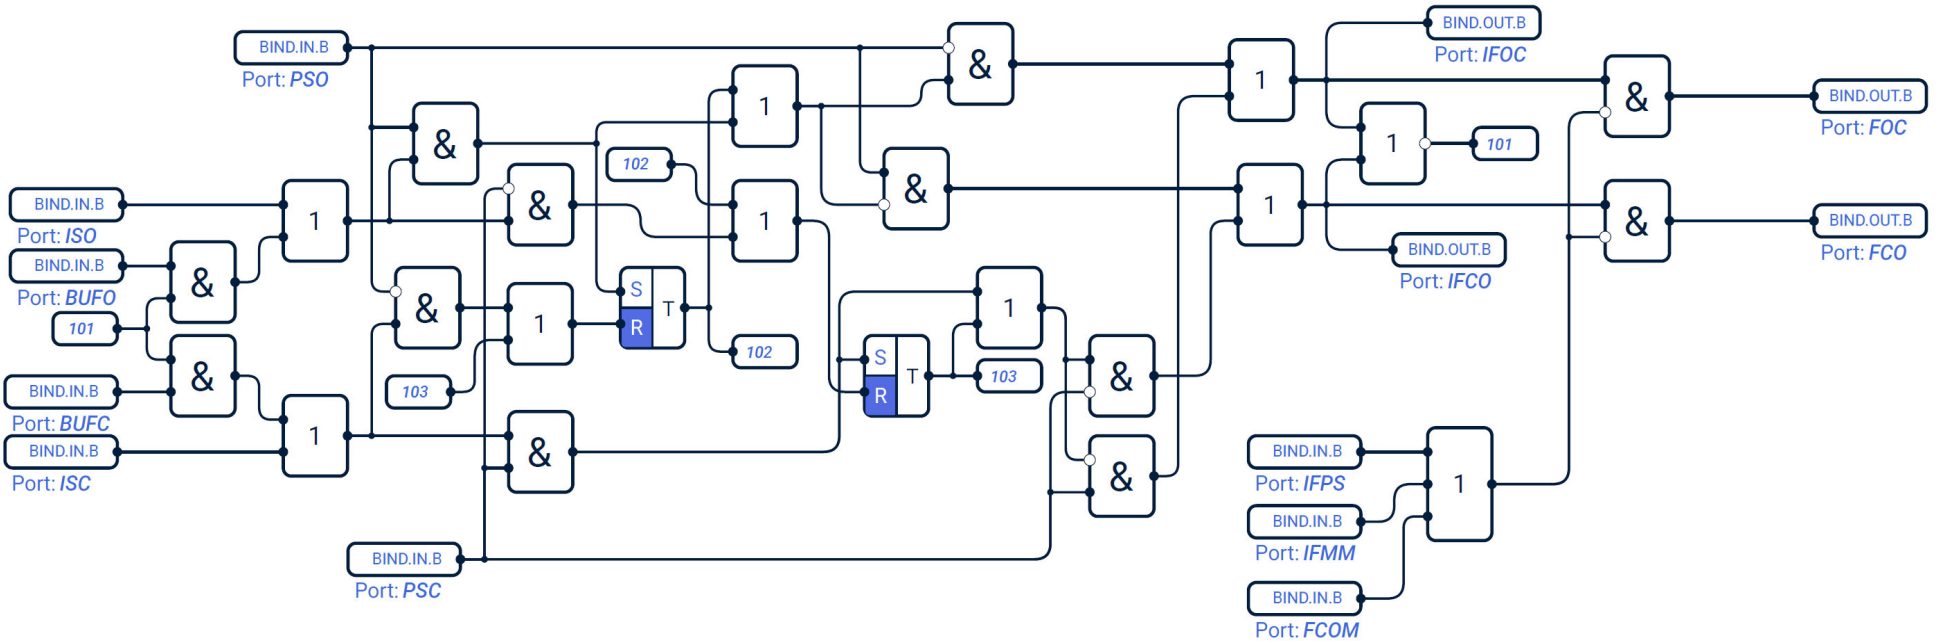 BIND.IN.B
Port: PSO
&
1
&
1
BIND.OUT.B
Port: IFOC
&
BIND.OUT.B
Port: FOC
1
101
&
102
&
1
&
1
&
BIND.OUT.B
Port: FCO
BIND.OUT.B
Port: IFCO
BIND.IN.B
Port: ISO
1
BIND.IN.B
Port: BUFO
&
101
&
BIND.IN.B
Port: BUFC
BIND.IN.B
Port: ISC
1
&
1
S
R
T
102
103
&
S
R
T
1
103
&
&
BIND.IN.B
Port: PSC
BIND.IN.B
Port: IFPS
1
BIND.IN.B
Port: IFMM
BIND.IN.B
Port: FCOM